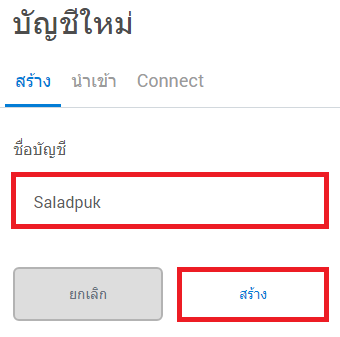 บัญชีใหม่
สร้าง นำเข้า Connect
ชื่อบัญชี
Saladpuk
ยกเลิก สร้าง